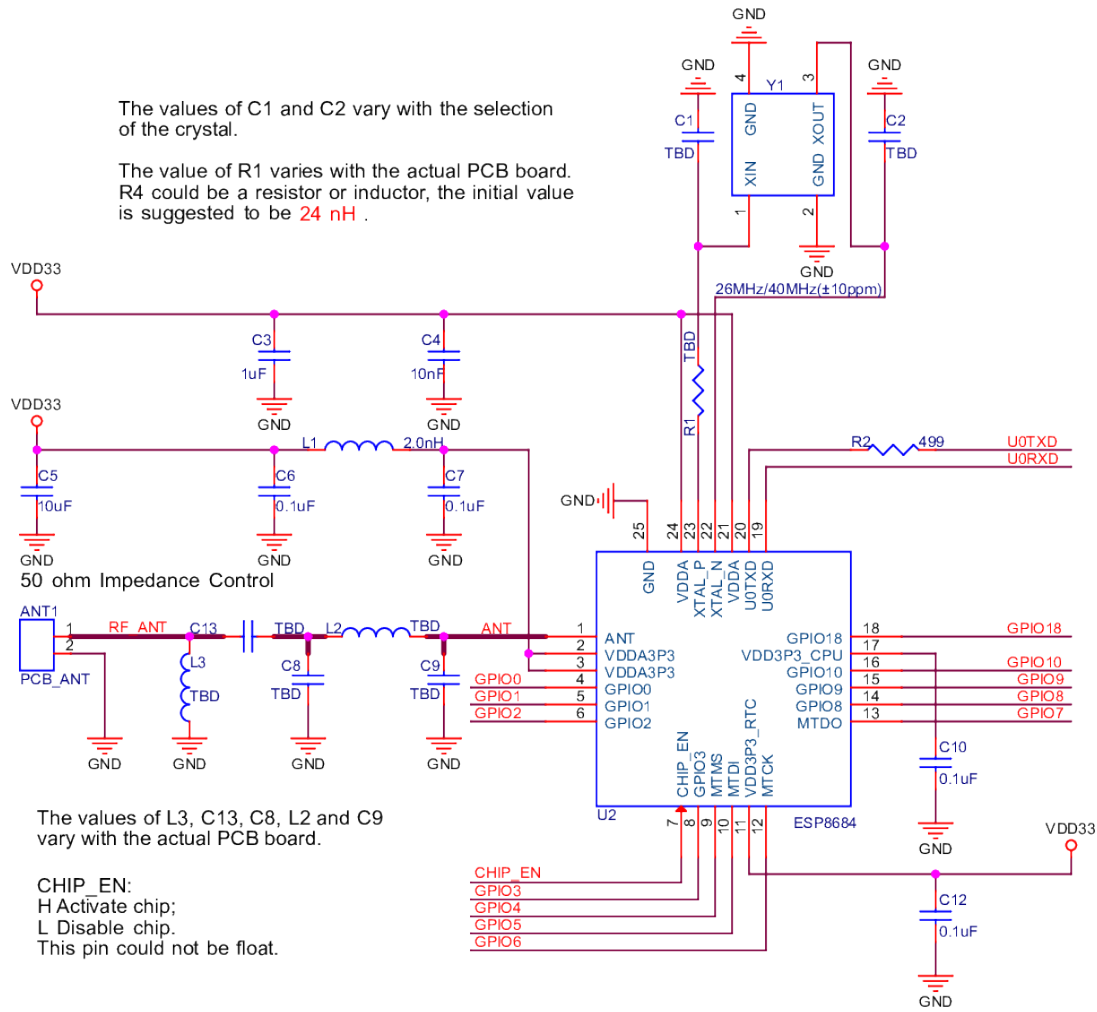 GND
GND
GND
4
3
Y1
C1
TBD
GND
XOUT
XIN
GND
C2
TBD
1
2
GND
26MHz/40MHz(±10ppm)
The values of C1 and C2 vary with the selection
of the crystal.
The value of R1 varies with the actual PCB board.
R4 could be a resistor or inductor, the initial value
is suggested to be 24 nH .
VDD33
C3
1uF
GND
C4
10nF
GND
TBD
R1
VDD33
L1
2.0nH
C5
10uF
GND
C6
0.1uF
GND
C7
0.1uF
GND
R2
499
U0TXD
U0RXD
GND
25
24
23
22
21
20
19
GND
VDDA
XTAL_P
XTAL_N
VDDA
U0TXD
U0RXD
50 ohm Impedance Control
ANT1
1
2
PCB_ANT
RF_ANT
C13
TBD
L2
TBD
ANT
L3
TBD
C8
TBD
C9
TBD
GND
GND
GND
GND
GPIO0
GPIO1
GPIO2
1
2
3
4
5
6
ANT
VDDA3P3
VDDA3P3
GPIO0
GPIO1
GPIO2
GPIO18
VDD3P3_CPU
GPIO10
GPIO9
GPIO8
MTDO
18
17
16
15
14
13
GPIO18
GPIO10
GPIO9
GPIO8
GPIO7
CHIP_EN
GPIO3
MTMS
MTDI
VDD3P3_RTC
MTCK
U2
ESP8684
7
8
9
10
11
12
C10
0.1uF
GND
VDD33
C12
0.1uF
GND
The values of L3, C13, C8, L2 and C9
vary with the actual PCB board.
CHIP_EN:
H Activate chip;
L Disable chip.
This pin could not be float.
CHIP_EN
GPIO3
GPIO4
GPIO5
GPIO6